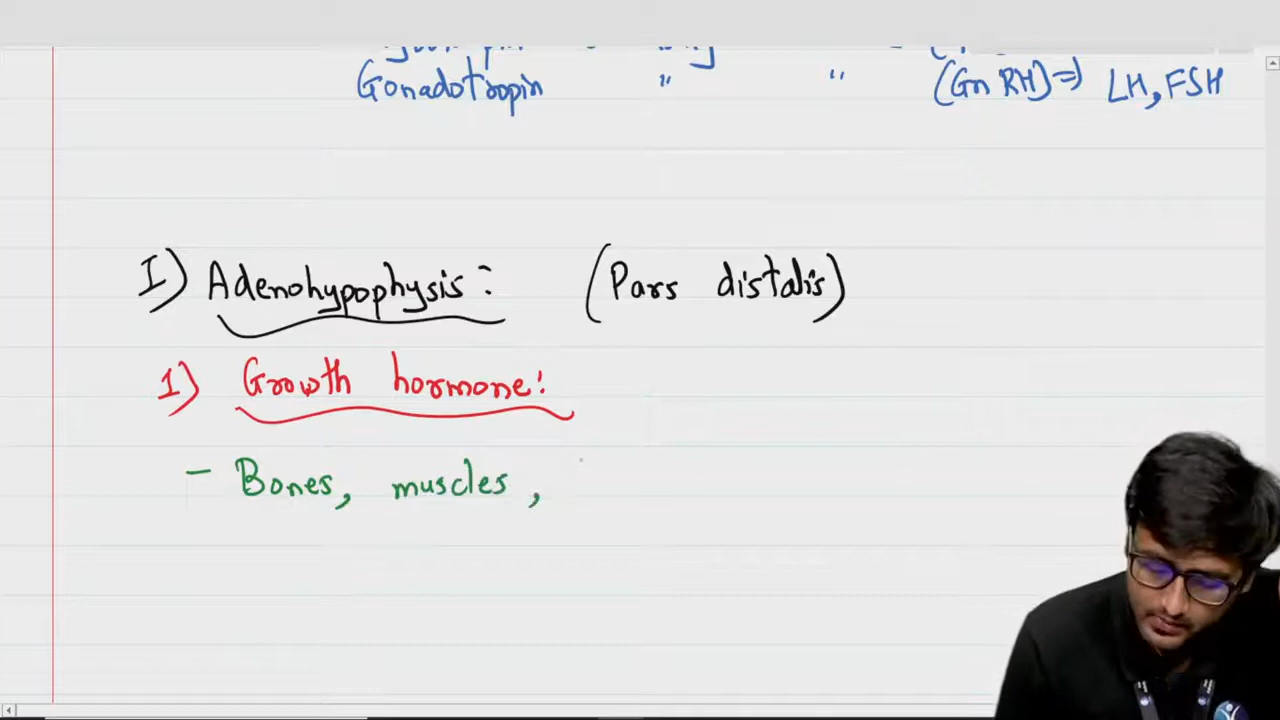 Gonadotropin " " (Gn RH) => LH, FSH
I) Adenohypophysis: (Pars distalis)
1) Growth hormone:
- Bones, muscles,